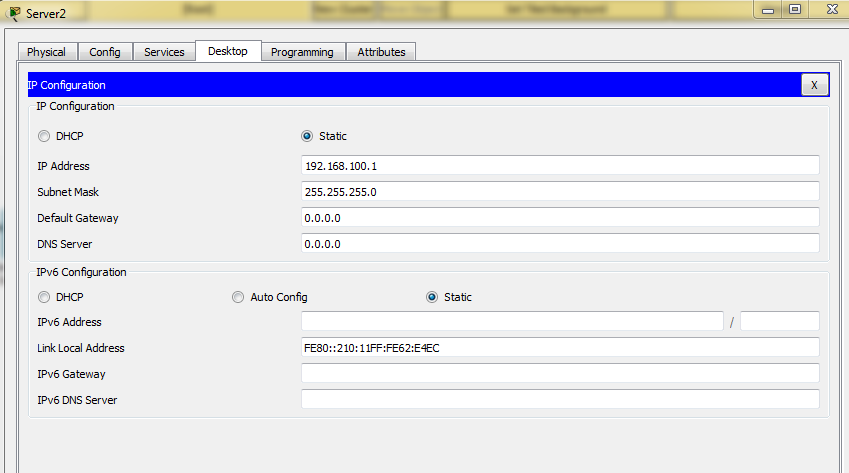 Server2
Physical Config Services Desktop Programming Attributes
IP Configuration X
IP Configuration
DHCP Static
IP Address 192.168.100.1
Subnet Mask 255.255.255.0
Default Gateway 0.0.0.0
DNS Server 0.0.0.0
IPv6 Configuration
DHCP Auto Config Static
IPv6 Address /
Link Local Address FE80::210:11FF:FE62:E4EC
IPv6 Gateway
IPv6 DNS Server